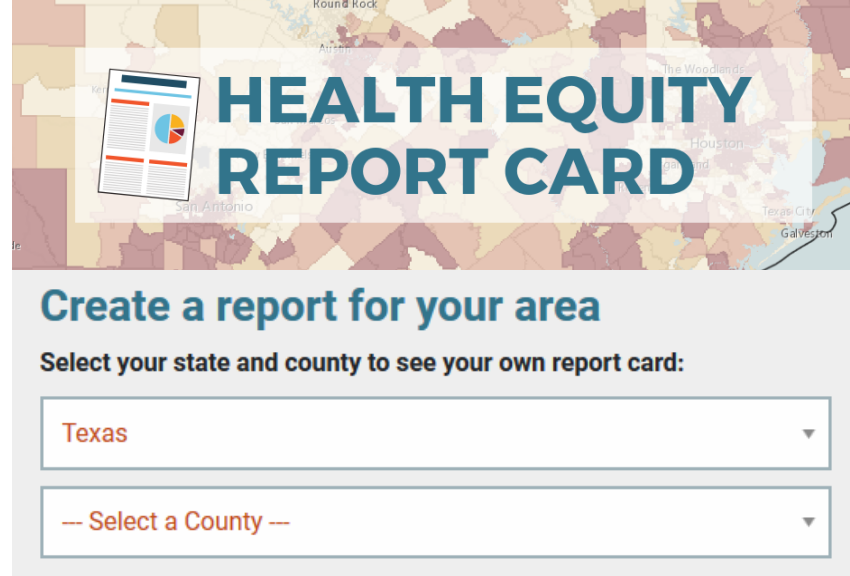 Round Rock
Austin
The Woodlands
HEALTH EQUITY
REPORT CARD
Houston
San Antonio
Texas City
Galveston
Create a report for your area
Select your state and county to see your own report card:
Texas
--- Select a County ---